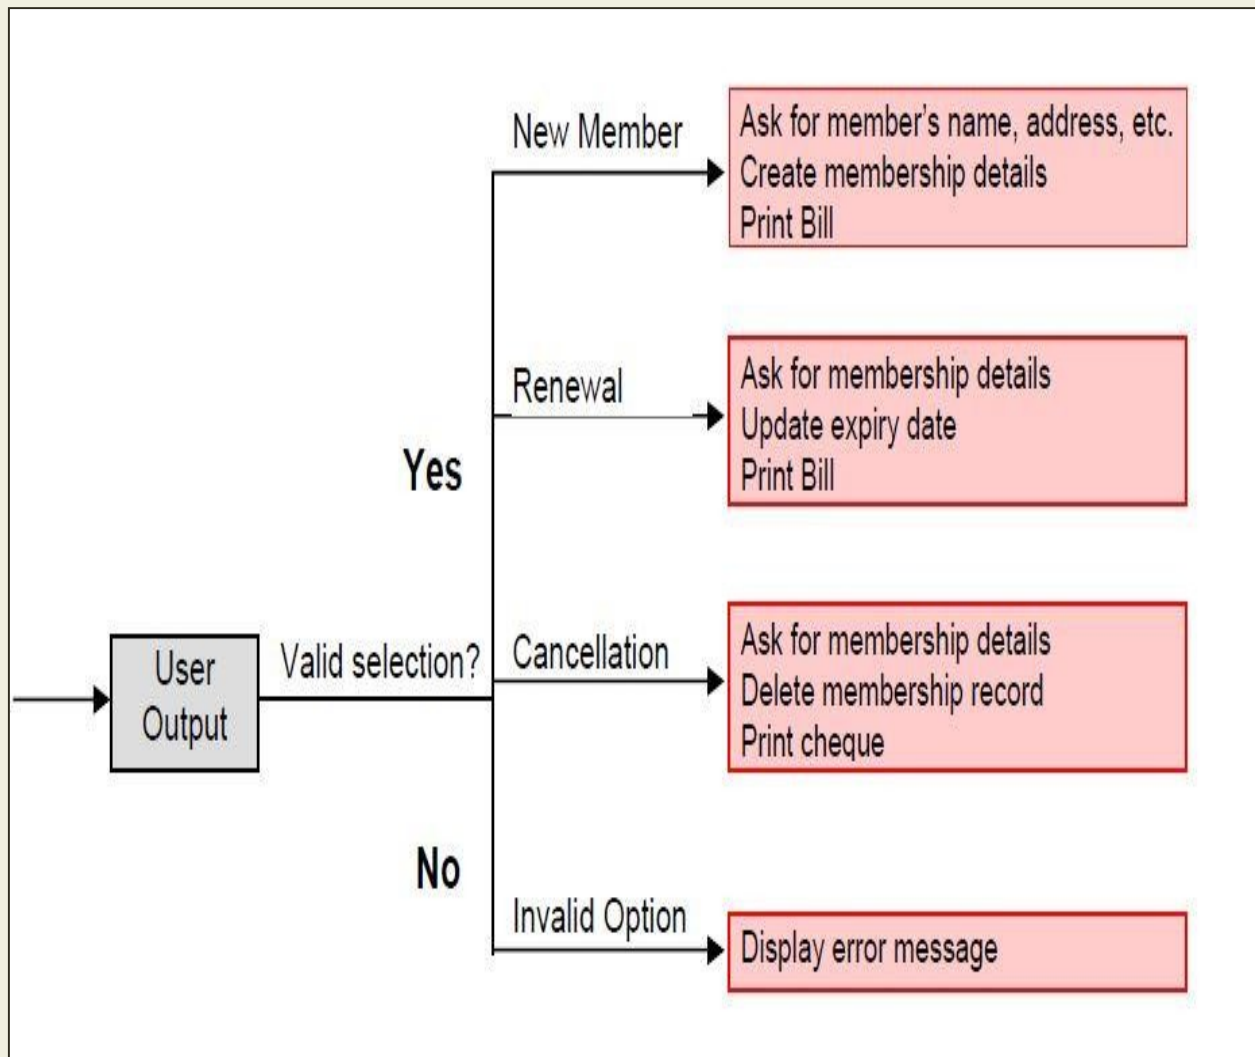 New Member
Ask for member's name, address, etc.
Create membership details
Print Bill
Renewal
Ask for membership details
Update expiry date
Print Bill
Yes
User
Output
Valid selection?
Cancellation
Ask for membership details
Delete membership record
Print cheque
No
Invalid Option
Display error message